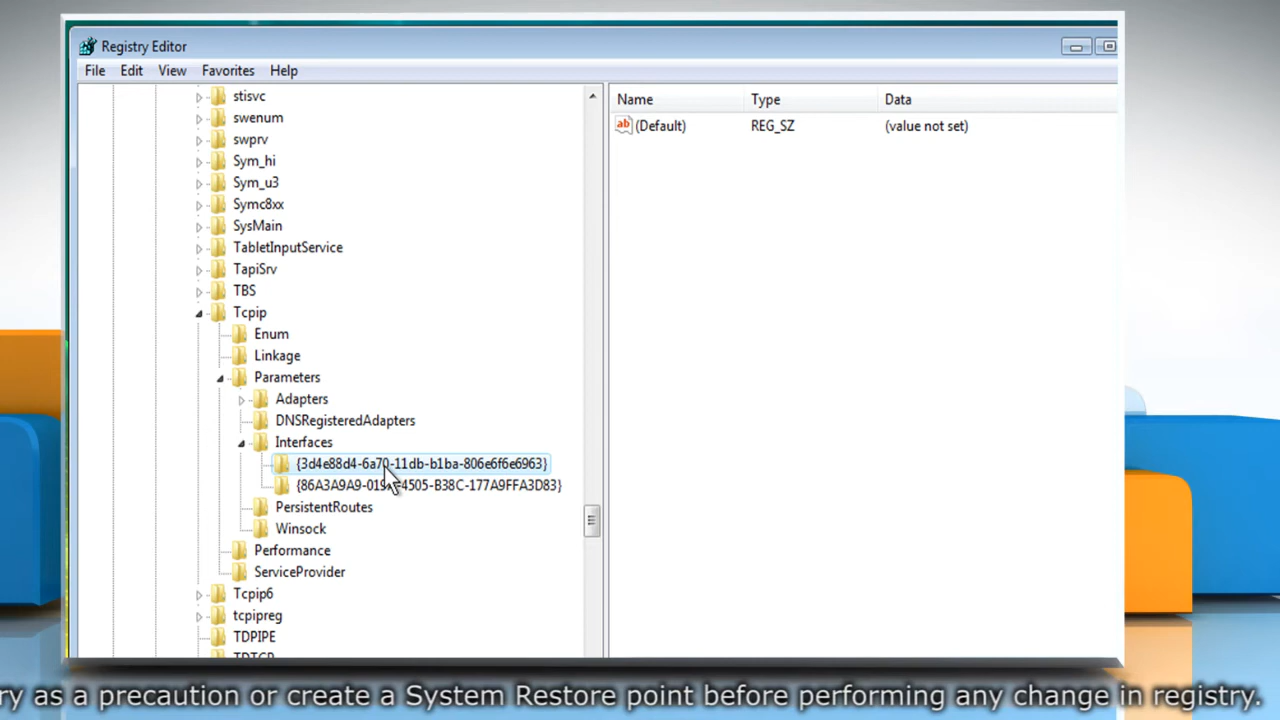 Registry Editor
File Edit View Favorites Help
stisvc
swenum
swprv
Sym_hi
Sym_u3
Symc8xx
SysMain
TabletInputService
TapiSrv
TBS
Tcpip
Enum
Linkage
Parameters
Adapters
DNSRegisteredAdapters
Interfaces
{3d4e88d4-6a70-11db-b1ba-806e6f6e6963}
PersistentRoutes
Winsock
Performance
ServiceProvider
Tcpip6
tcpipreg
TDPIPE
Name Type Data
(Default) REG_SZ (value not set)
as a precaution or create a System Restore point before performing any change in registry.